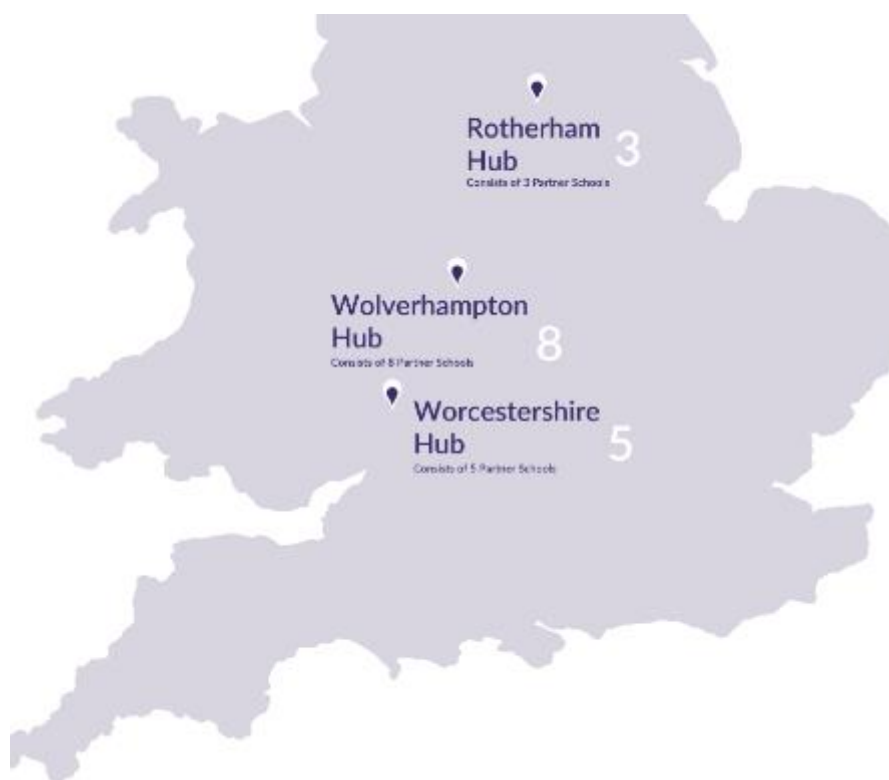 Rotherham
Hub
3
Consists of 3 Partner Schools
Wolverhampton
Hub
8
Consists of 8 Partner Schools
Worcestershire
Hub
5
Consists of 5 Partner Schools